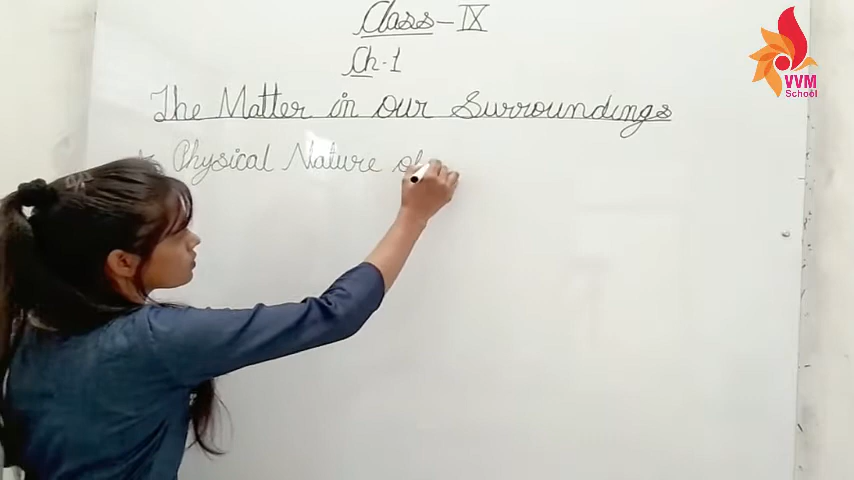 Class - IX
Ch-1
The Matter in our Surroundings
* Physical Nature of
VVM
School